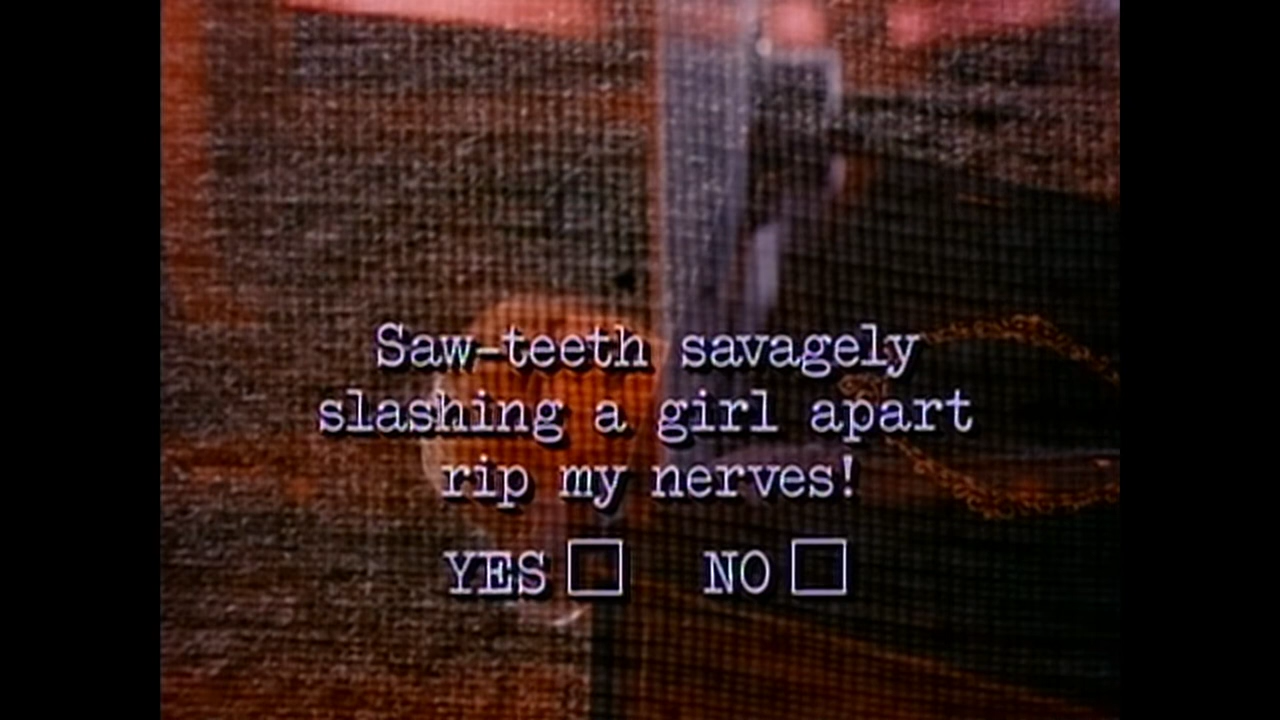 Saw-teeth savagely
slashing a girl apart
rip my nerves!
YES NO